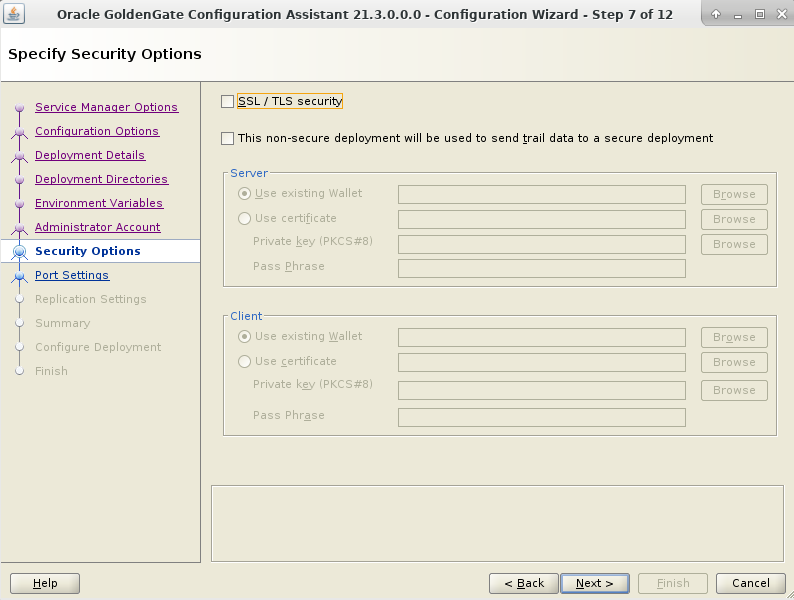 Oracle GoldenGate Configuration Assistant 21.3.0.0.0 - Configuration Wizard - Step 7 of 12
Specify Security Options
Service Manager Options
Configuration Options
Deployment Details
Deployment Directories
Environment Variables
Administrator Account
Security Options
Port Settings
Replication Settings
Summary
Configure Deployment
Finish
SSL / TLS security
This non-secure deployment will be used to send trail data to a secure deployment
Server
Use existing Wallet Browse
Use certificate Browse
Private key (PKCS#8) Browse
Pass Phrase
Client
Use existing Wallet Browse
Use certificate Browse
Private key (PKCS#8) Browse
Pass Phrase
Help < Back Next > Finish Cancel